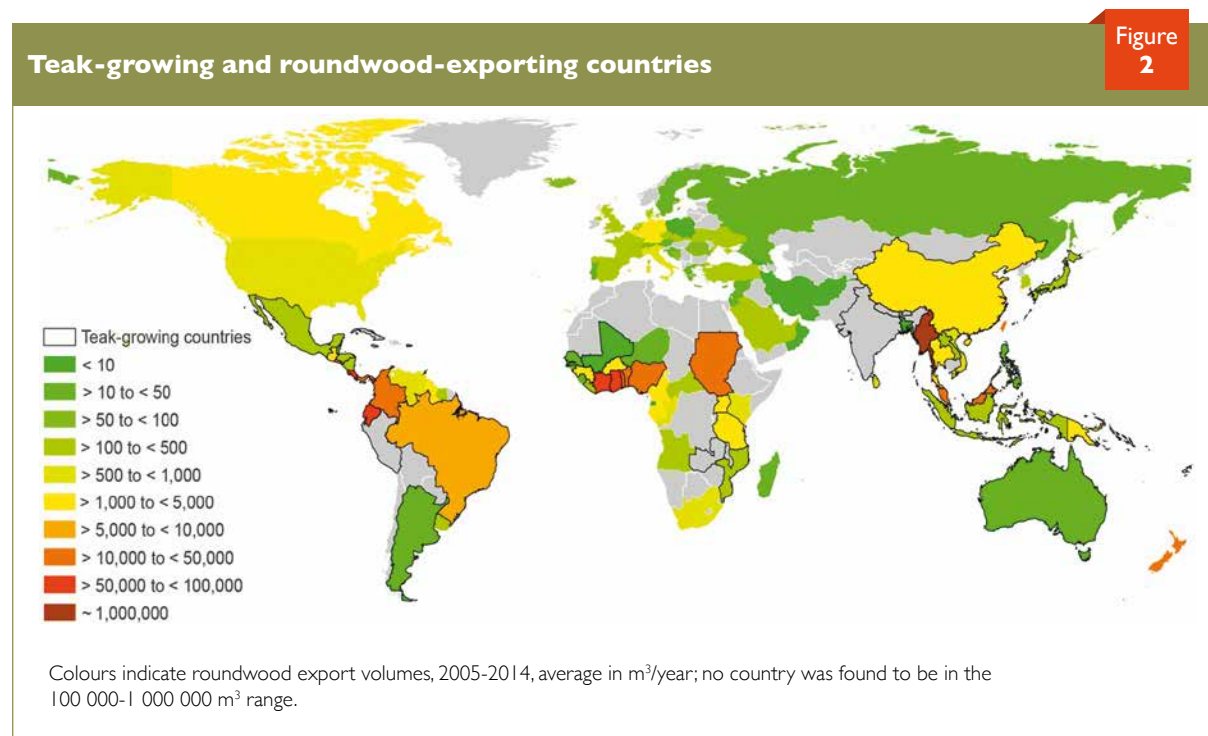 Figure
2
Teak-growing and roundwood-exporting countries
Teak-growing countries
< 10
> 10 to < 50
> 50 to < 100
> 100 to < 500
> 500 to < 1,000
> 1,000 to < 5,000
> 5,000 to < 10,000
> 10,000 to < 50,000
> 50,000 to < 100,000
~ 1,000,000
Colours indicate roundwood export volumes, 2005-2014, average in m³/year; no country was found to be in the
100 000-1 000 000 m³ range.